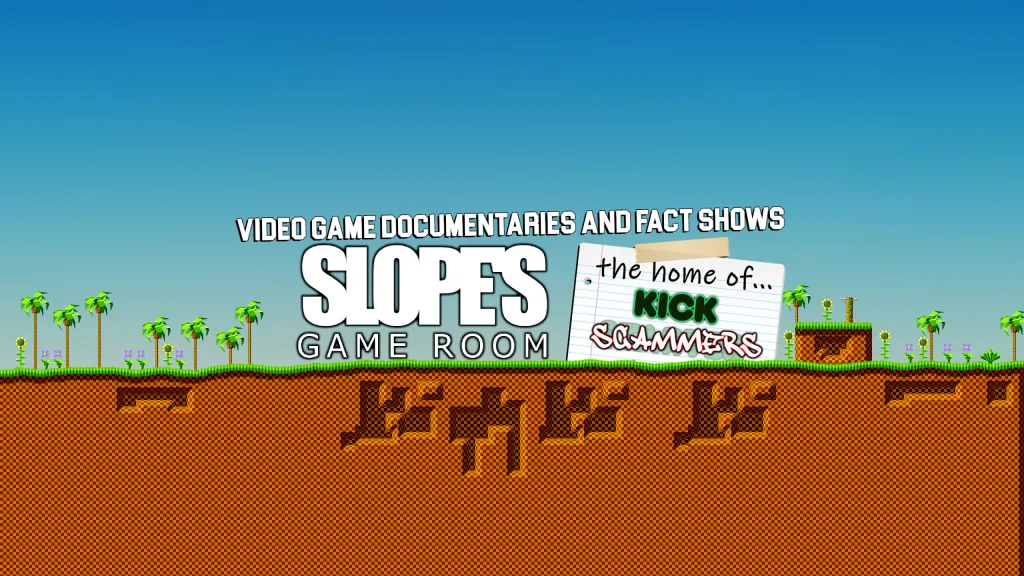 VIDEO GAME DOCUMENTARIES AND FACT SHOWS
SLOPE'S
GAME ROOM
the home of...
KICK
SCAMMERS